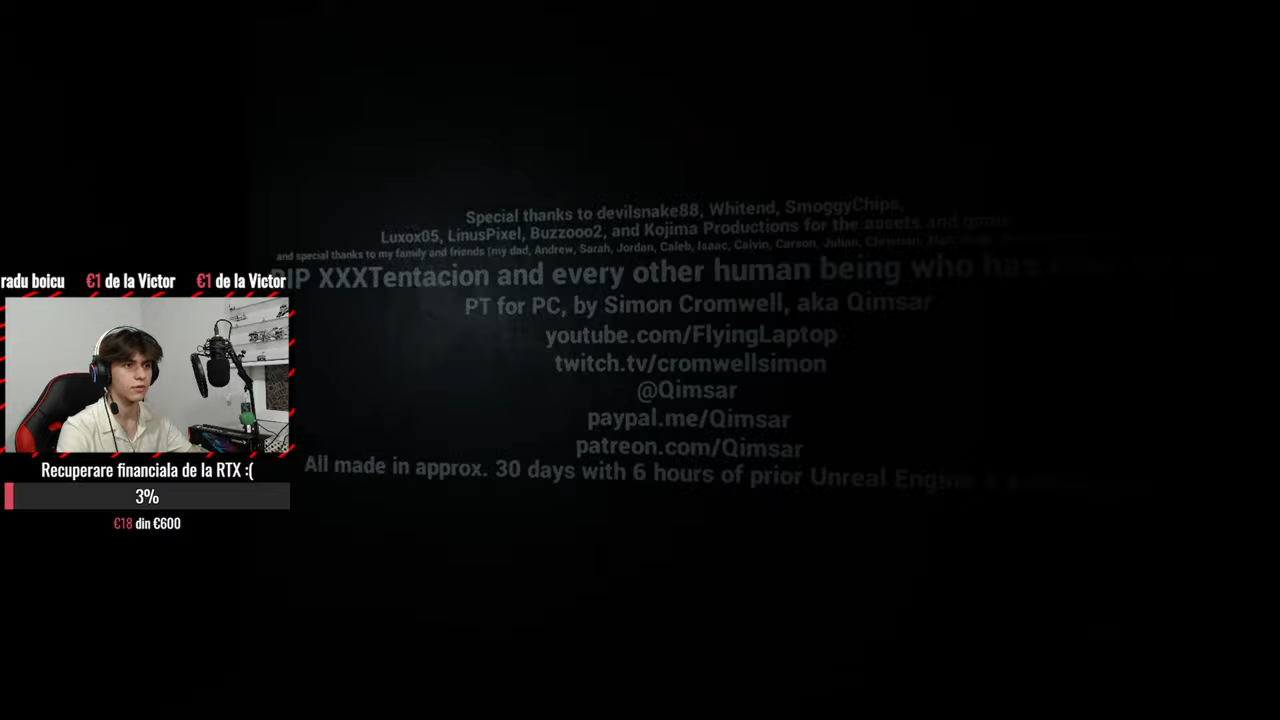 Special thanks to devilsnake88, Whitend, SmoggyChips,
Luxox05, LinusPixel, Buzzooo2, and Kojima Productions for the assets and
and special thanks to my family and friends (my dad, Andrew, Sarah, Jordan, Caleb, Isaac, Calvin, Carson, Julian, Christian,
RIP XXXTentacion and every other human being who has
PT for PC, by Simon Cromwell, aka Qimsar
youtube.com/FlyingLaptop
twitch.tv/cromwellsimon
@Qimsar
paypal.me/Qimsar
patreon.com/Qimsar
All made in approx. 30 days with 6 hours of prior Unreal Engine
radu boicu €1 de la Victor €1 de la Victor
Recuperare financiala de la RTX :(
3%
€18 din €600